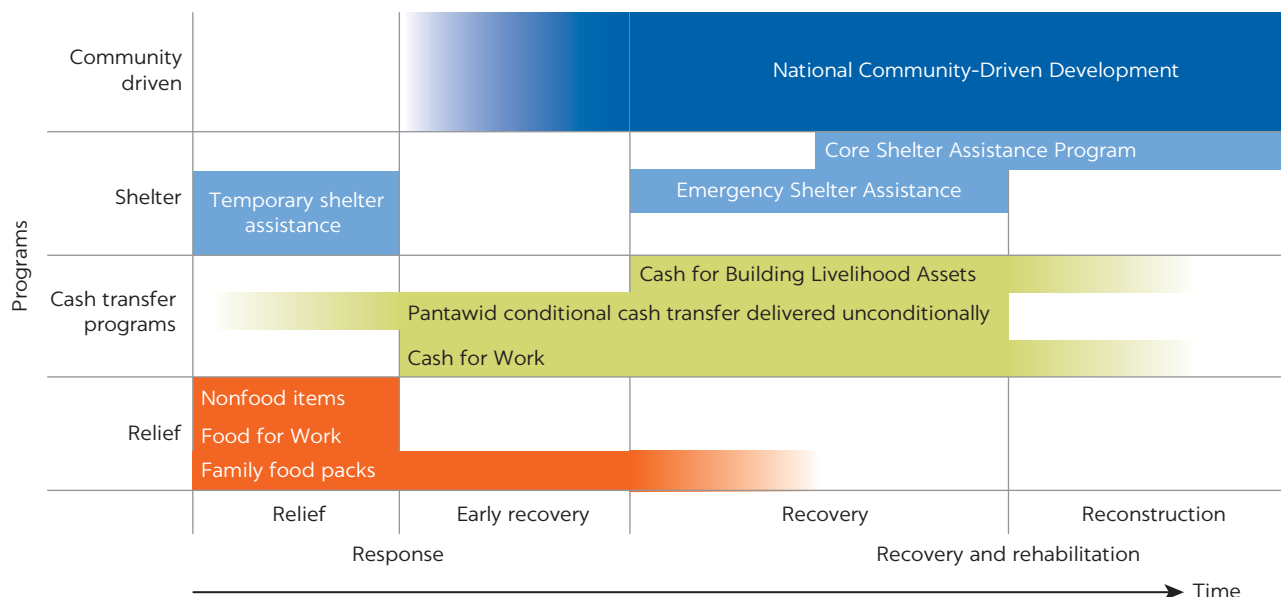 Programs
Community
driven
National Community-Driven Development
Shelter
Core Shelter Assistance Program
Temporary shelter
assistance
Emergency Shelter Assistance
Cash transfer
programs
Cash for Building Livelihood Assets
Pantawid conditional cash transfer delivered unconditionally
Cash for Work
Relief
Nonfood items
Food for Work
Family food packs
Relief
Early recovery
Recovery
Reconstruction
Response
Recovery and rehabilitation
Time